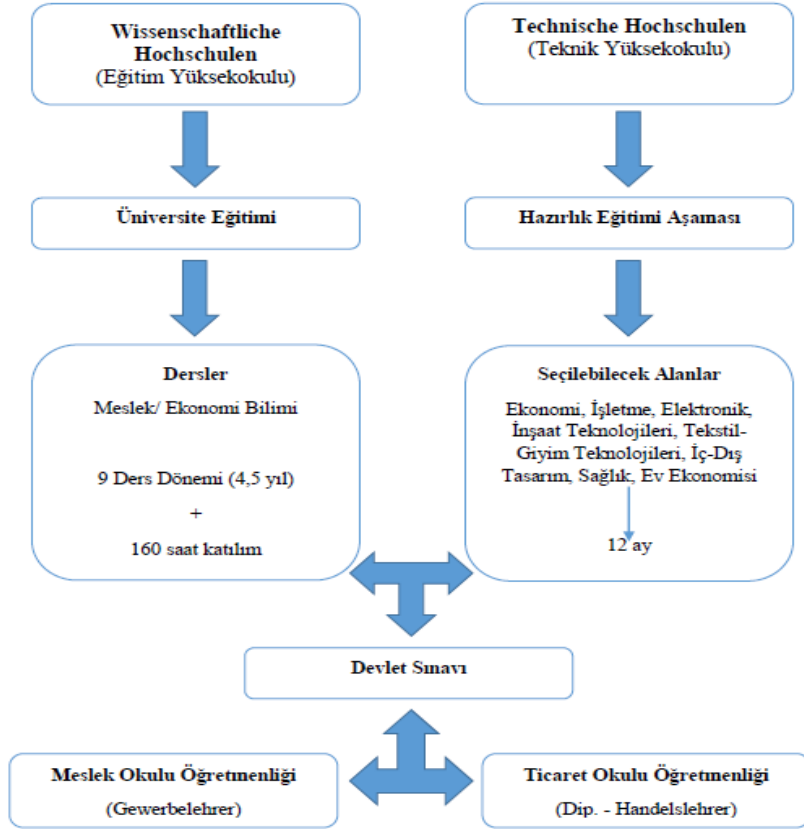 Wissenschaftliche
Hochschulen
(Eğitim Yüksekokulu)
Technische Hochschulen
(Teknik Yüksekokulu)
Üniversite Eğitimi
Hazırlık Eğitimi Aşaması
Dersler
Meslek/ Ekonomi Bilimi
9 Ders Dönemi (4,5 yıl)
+
160 saat katılım
Seçilebilecek Alanlar
Ekonomi, İşletme, Elektronik,
İnşaat Teknolojileri, Tekstil-
Giyim Teknolojileri, İç-Dış
Tasarım, Sağlık, Ev Ekonomisi
12 ay
Devlet Sınavı
Meslek Okulu Öğretmenliği
(Gewerbelehrer)
Ticaret Okulu Öğretmenliği
(Dip. - Handelslehrer)